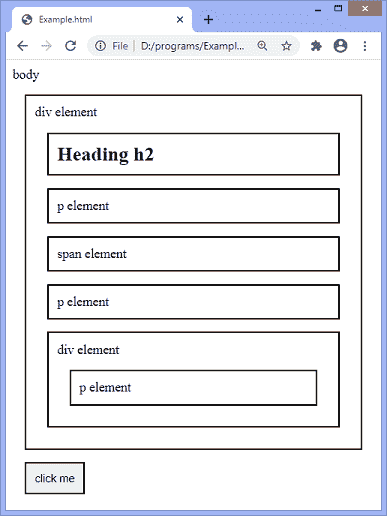 Example.html
File | D:/programs/Exampl...
body
div element
Heading h2
p element
span element
p element
div element
p element
click me